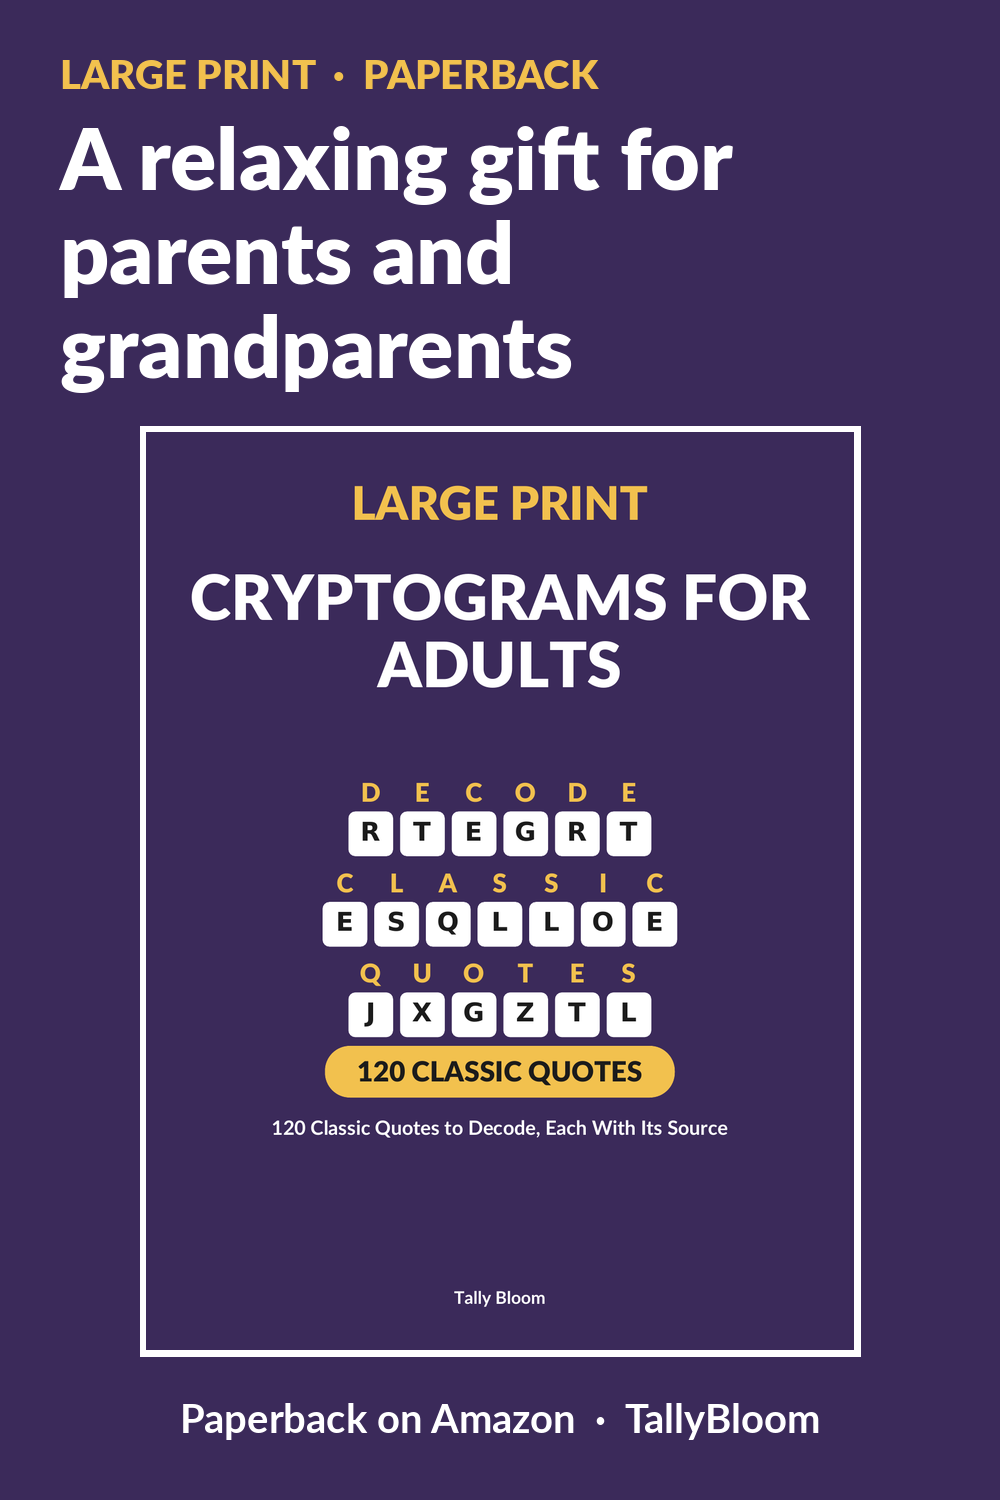 LARGE PRINT · PAPERBACK
A relaxing gift for
parents and
grandparents
LARGE PRINT
CRYPTOGRAMS FOR
ADULTS
D E C O D E
R T E G R T
C L A S S I C
E S Q L L O E
Q U O T E S
J X G Z T L
120 CLASSIC QUOTES
120 Classic Quotes to Decode, Each With Its Source
Tally Bloom
Paperback on Amazon · TallyBloom